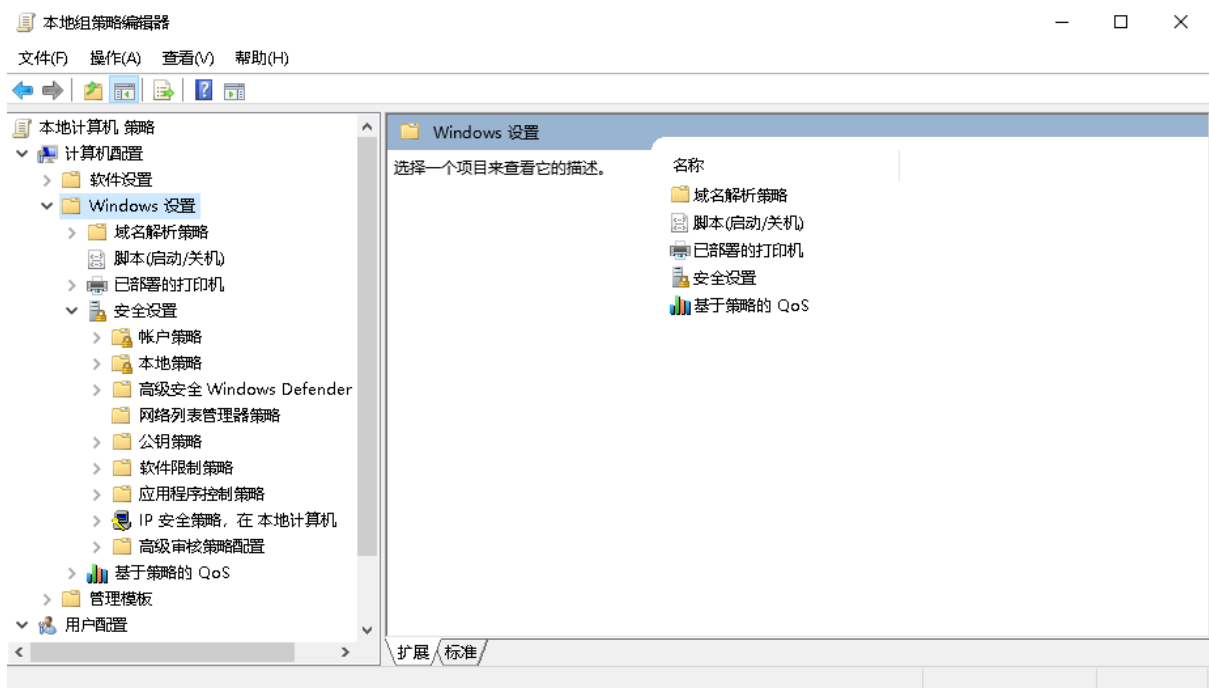 本地组策略编辑器
文件(F) 操作(A) 查看(V) 帮助(H)
本地计算机 策略
计算机配置
软件设置
Windows 设置
域名解析策略
脚本(启动/关机)
已部署的打印机
安全设置
帐户策略
本地策略
高级安全 Windows Defender
网络列表管理器策略
公钥策略
软件限制策略
应用程序控制策略
IP 安全策略，在 本地计算机
高级审核策略配置
基于策略的 QoS
管理模板
用户配置
Windows 设置
选择一个项目来查看它的描述。
名称
域名解析策略
脚本(启动/关机)
已部署的打印机
安全设置
基于策略的 QoS
扩展 标准